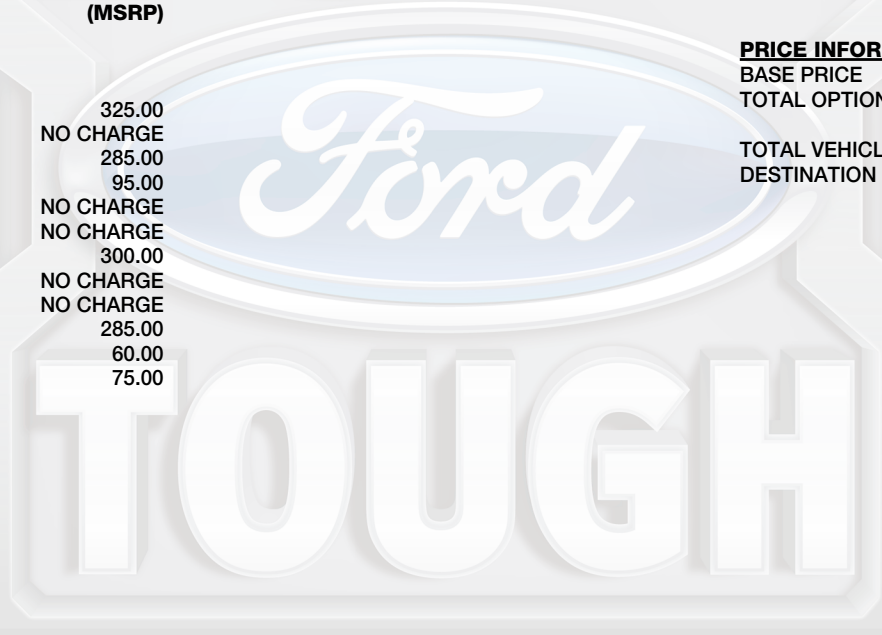 (MSRP)
325.00
NO CHARGE
285.00
95.00
NO CHARGE
NO CHARGE
300.00
NO CHARGE
NO CHARGE
285.00
60.00
75.00
PRICE INFOR
BASE PRICE
TOTAL OPTION
TOTAL VEHICL
DESTINATION
Ford
TOUGH